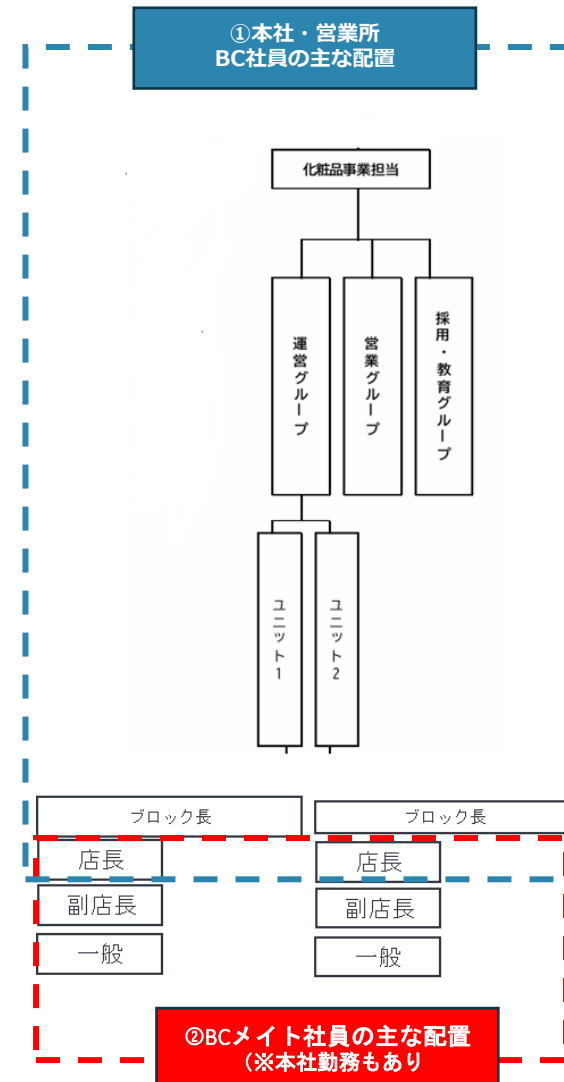 ①本社・営業所
BC社員の主な配置
化粧品事業担当
運営グループ
営業グループ
採用・教育グループ
ユニット1
ユニット2
ブロック長
ブロック長
店長
店長
副店長
副店長
一般
一般
②BCメイト社員の主な配置
(※本社勤務もあり